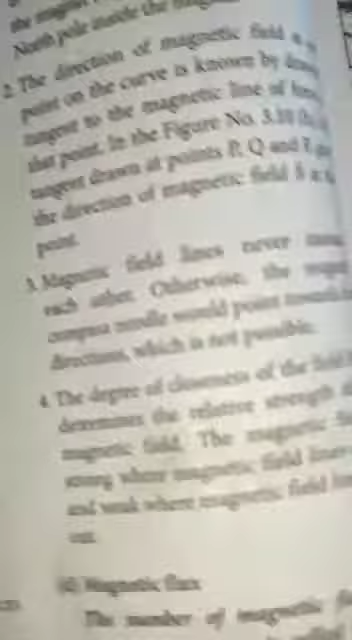 the magnet
North pole inside the
2. The direction of magnetic field
point on the curve is known by
tangent to the magnetic line of
that point. In the Figure No. 3.10
tangent drawn at points P, Q and
the direction of magnetic field B at
point.
3. Magnetic field lines never
each other. Otherwise, the
compass needle would point
directions, which is not possible.
4. The degree of closeness of the field
determines the relative strength
magnetic field. The magnetic
strong where magnetic field lines
and weak where magnetic field
out.
Magnetic flux
The number of magnetic